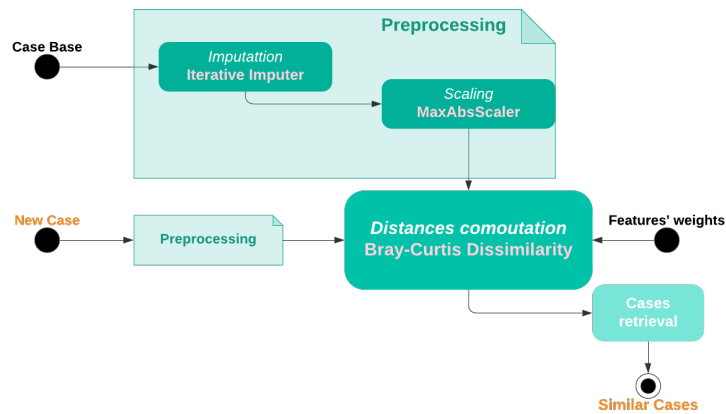 Preprocessing
Case Base
Imputattion
Iterative Imputer
Scaling
MaxAbsScaler
New Case
Preprocessing
Distances comoutation
Bray-Curtis Dissimilarity
Features' weights
Cases
retrieval
Similar Cases